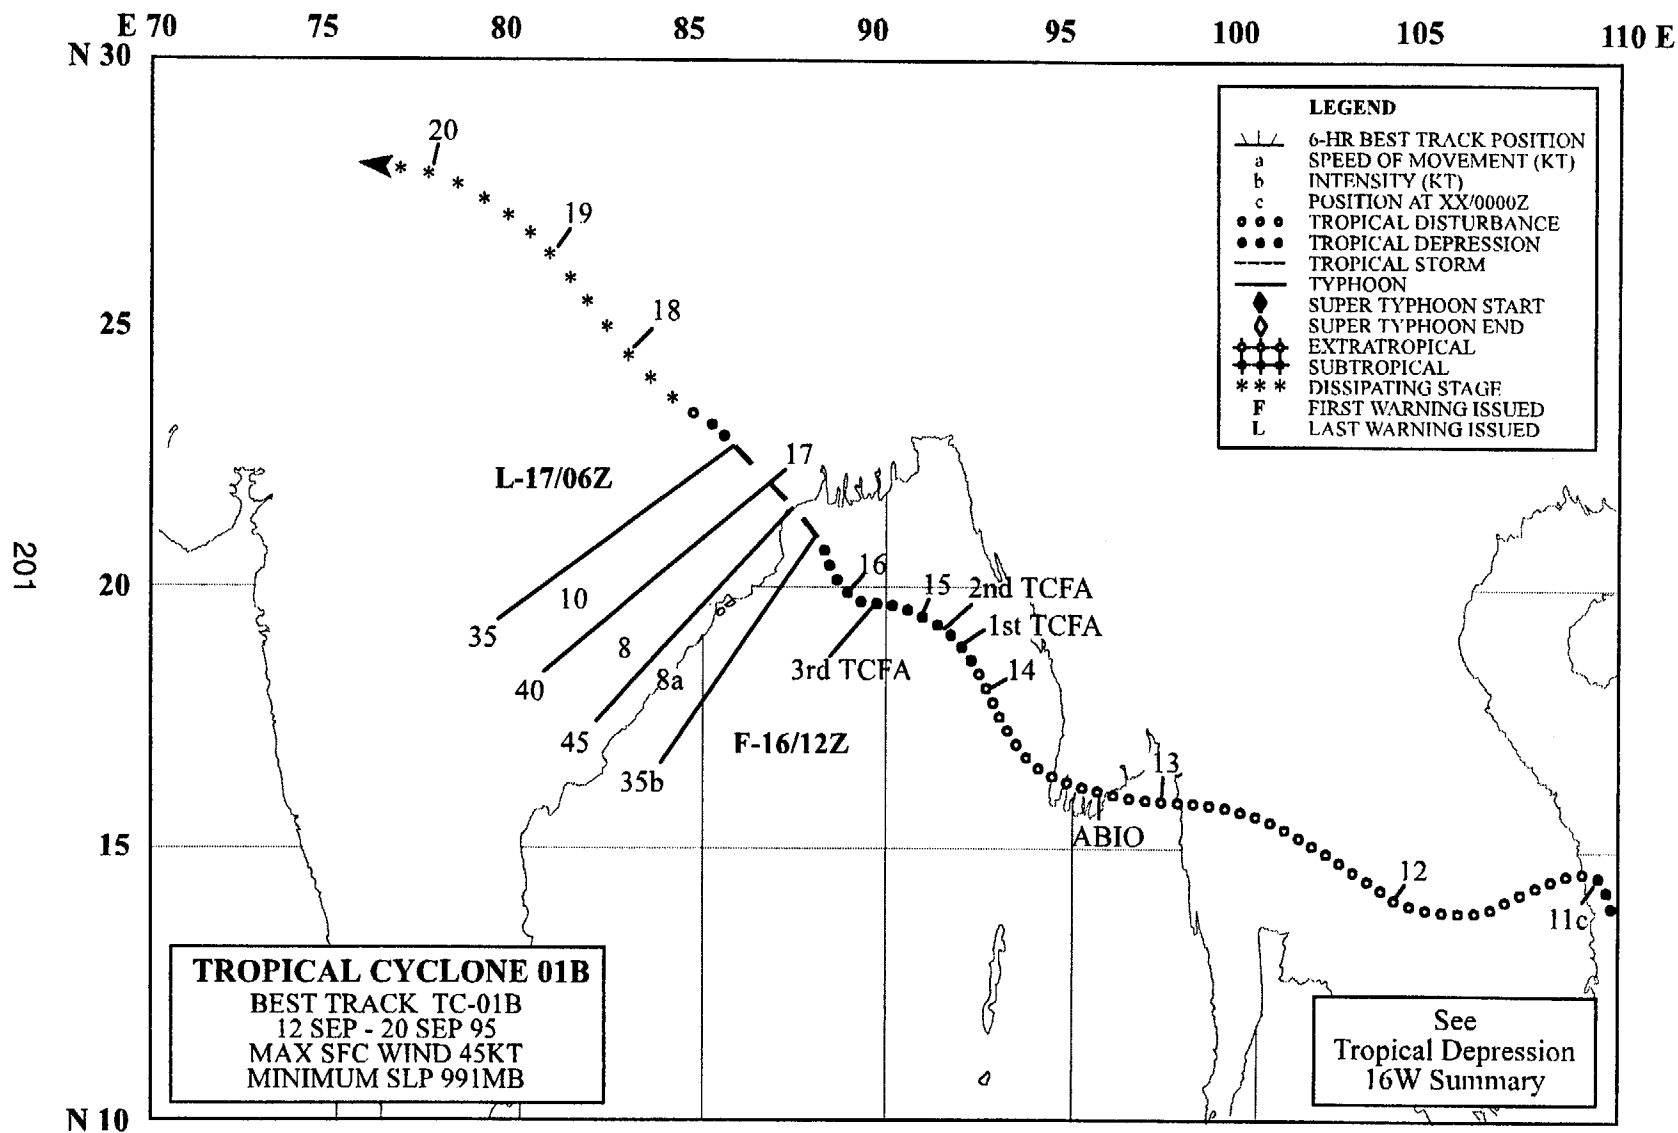 E 70 75 80 85 90 95 100 105 110 E
N 30
LEGEND
6-HR BEST TRACK POSITION
a SPEED OF MOVEMENT (KT)
b INTENSITY (KT)
c POSITION AT XX/0000Z
TROPICAL DISTURBANCE
TROPICAL DEPRESSION
TROPICAL STORM
TYPHOON
SUPER TYPHOON START
SUPER TYPHOON END
EXTRATROPICAL
SUBTROPICAL
* * * DISSIPATING STAGE
F FIRST WARNING ISSUED
L LAST WARNING ISSUED
20
19
18
25
17
L-17/06Z
201
20
16
15
2nd TCFA
1st TCFA
3rd TCFA
14
10
35
8
40
8a
45
35b
F-16/12Z
13
ABIO
15
12
11c
TROPICAL CYCLONE 01B
BEST TRACK TC-01B
12 SEP - 20 SEP 95
MAX SFC WIND 45KT
MINIMUM SLP 991MB
See
Tropical Depression
16W Summary
N 10